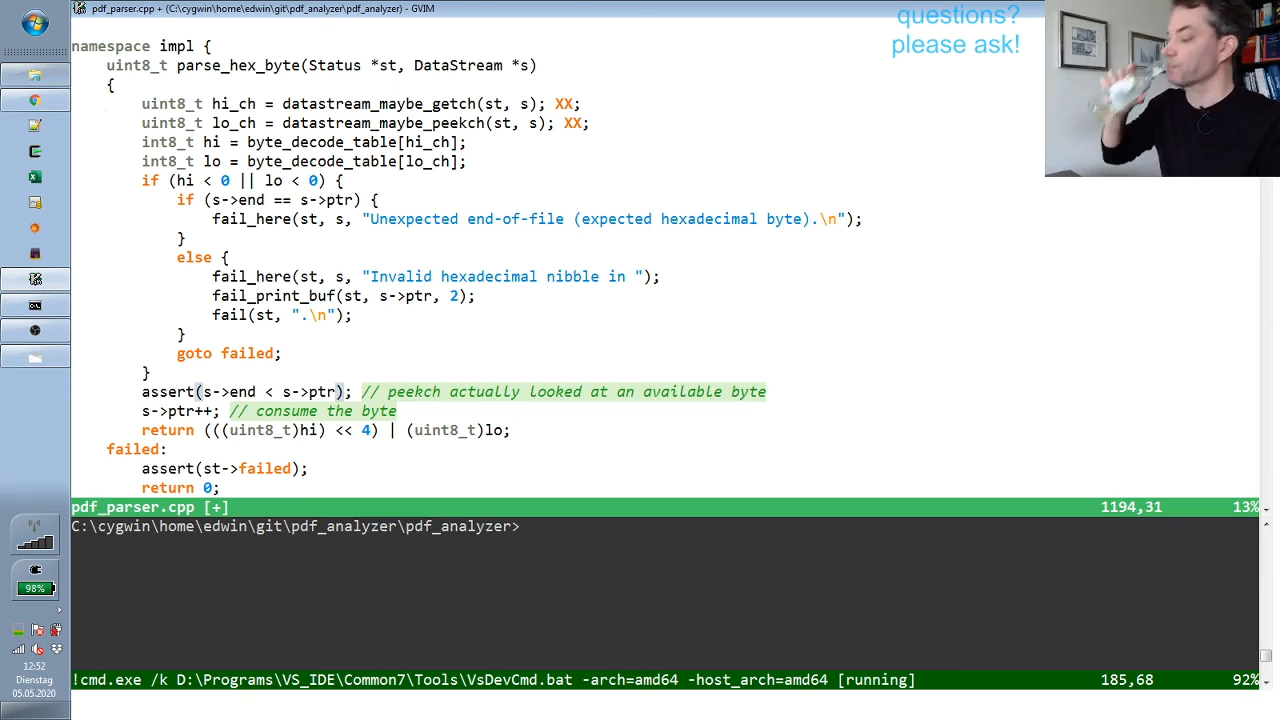 pdf_parser.cpp + (C:\cygwin\home\edwin\git\pdf_analyzer\pdf_analyzer) - GVIM
questions?
please ask!
namespace impl {
uint8_t parse_hex_byte(Status *st, DataStream *s)
{
uint8_t hi_ch = datastream_maybe_getch(st, s); XX;
uint8_t lo_ch = datastream_maybe_peekch(st, s); XX;
int8_t hi = byte_decode_table[hi_ch];
int8_t lo = byte_decode_table[lo_ch];
if (hi < 0 || lo < 0) {
if (s->end == s->ptr) {
fail_here(st, s, "Unexpected end-of-file (expected hexadecimal byte).\n");
}
else {
fail_here(st, s, "Invalid hexadecimal nibble in ");
fail_print_buf(st, s->ptr, 2);
fail(st, ".\n");
}
goto failed;
}
assert(s->end < s->ptr); // peekch actually looked at an available byte
s->ptr++; // consume the byte
return (((uint8_t)hi) << 4) | (uint8_t)lo;
failed:
assert(st->failed);
return 0;
pdf_parser.cpp [+] 1194,31 13%
C:\cygwin\home\edwin\git\pdf_analyzer\pdf_analyzer>
!cmd.exe /k D:\Programs\VS_IDE\Common7\Tools\VsDevCmd.bat -arch=amd64 -host_arch=amd64 [running] 185,68 92%
98%
12:52
Dienstag
05.05.2020